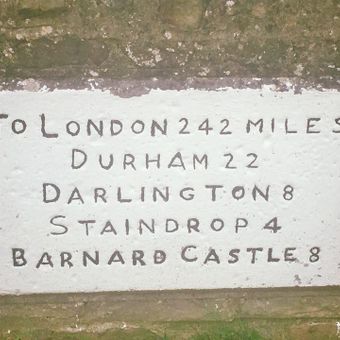 TO LONDON 242 MILES
DURHAM 22
DARLINGTON 8
STAINDROP 4
BARNARD CASTLE 8